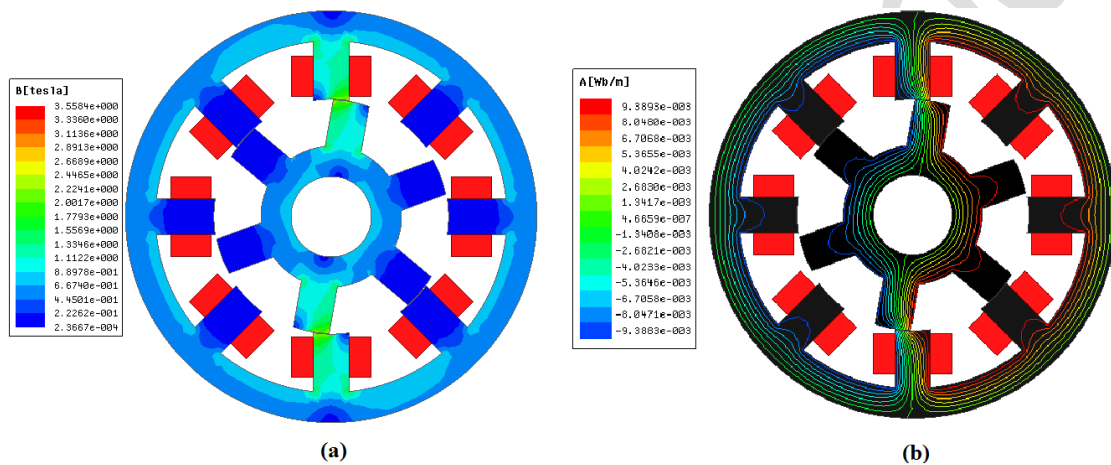 B[tesla]
3.5584e+000
3.3360e+000
3.1136e+000
2.8913e+000
2.6689e+000
2.4465e+000
2.2241e+000
2.0017e+000
1.7793e+000
1.5569e+000
1.3346e+000
1.1122e+000
8.8978e-001
6.6740e-001
4.4501e-001
2.2262e-001
2.3667e-004
A[Wb/m]
9.3893e-003
8.0480e-003
6.7068e-003
5.3655e-003
4.0242e-003
2.6830e-003
1.3417e-003
4.6659e-007
-1.3408e-003
-2.6821e-003
-4.0233e-003
-5.3646e-003
-6.7058e-003
-8.0471e-003
-9.3883e-003
(a)
(b)